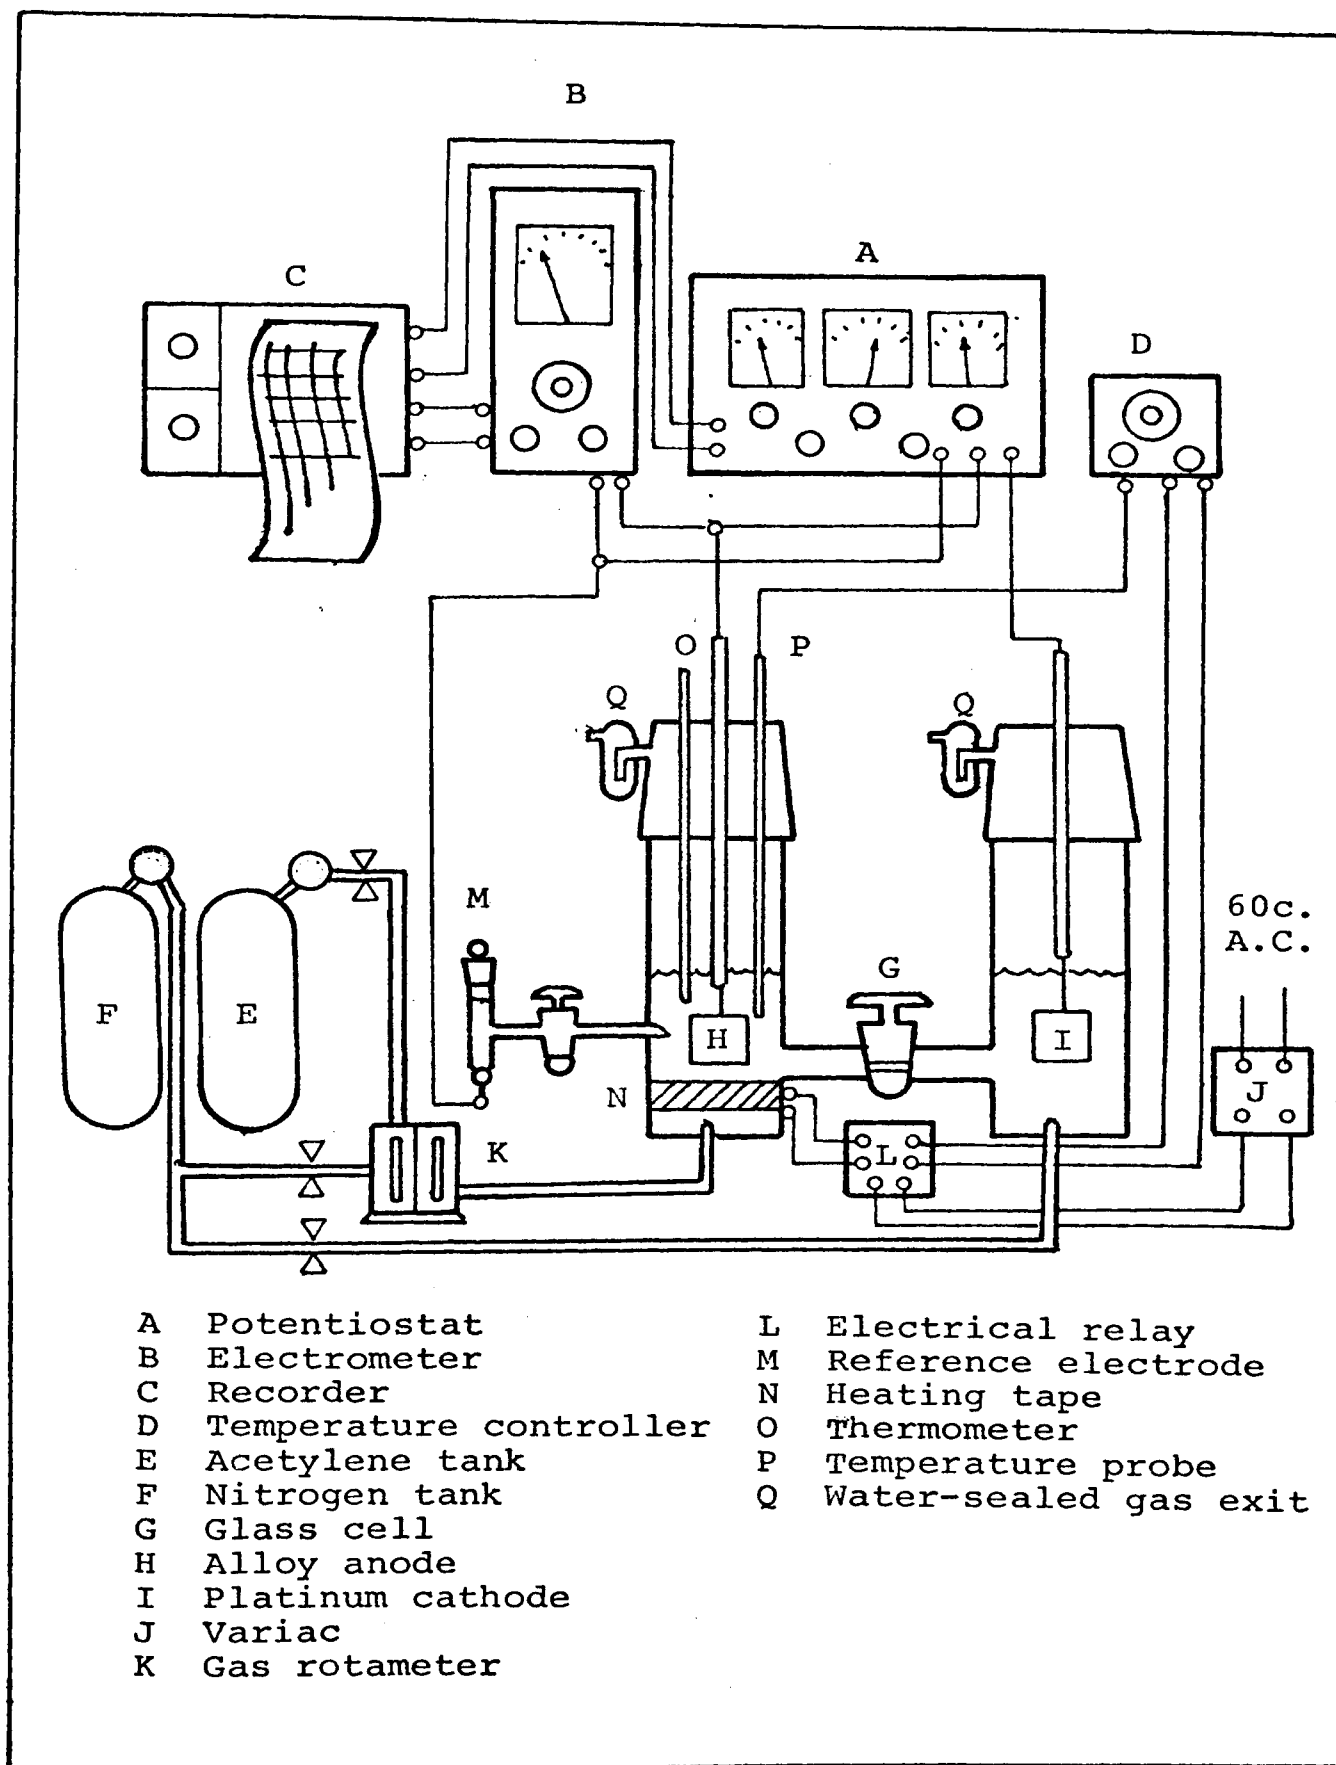 B
A
C
D
O
P
Q
Q
60c.
A.C.
M
G
F
E
H
I
N
J
K
L
A Potentiostat
B Electrometer
C Recorder
D Temperature controller
E Acetylene tank
F Nitrogen tank
G Glass cell
H Alloy anode
I Platinum cathode
J Variac
K Gas rotameter
L Electrical relay
M Reference electrode
N Heating tape
O Thermometer
P Temperature probe
Q Water-sealed gas exit